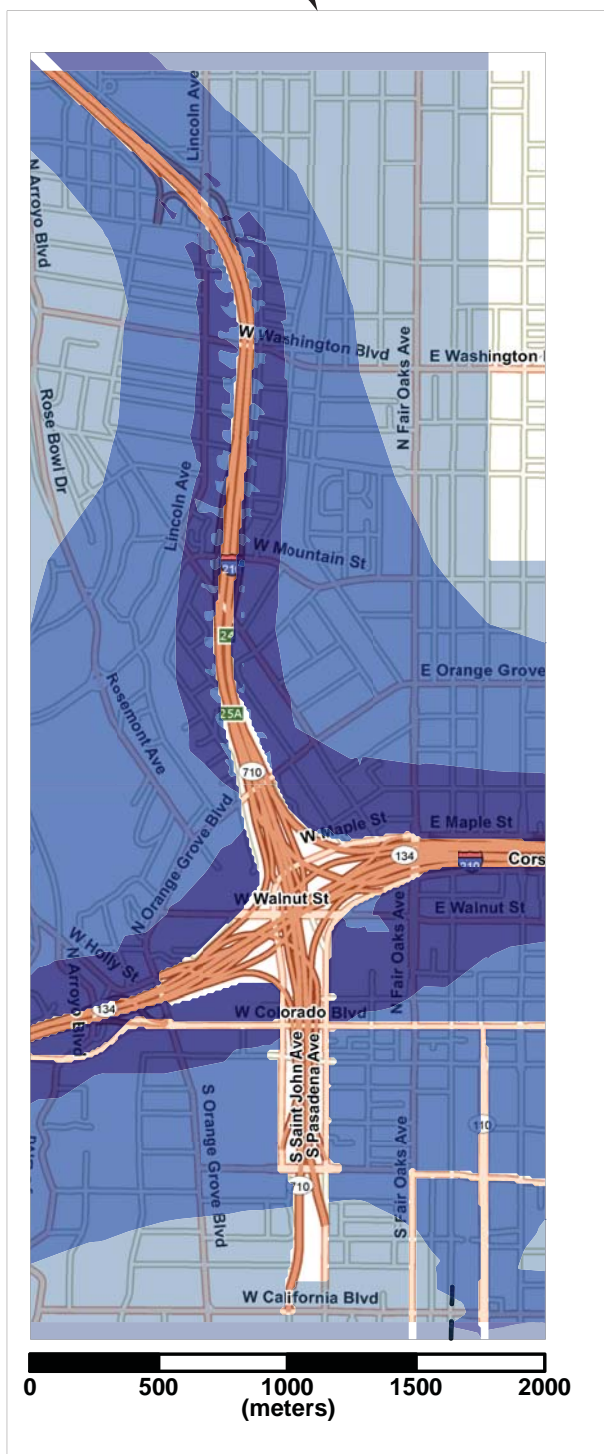 Lincoln Ave
N Arroyo Blvd
W Washington Blvd
E Washington
N Fair Oaks Ave
Rose Bowl Dr
Lincoln Ave
W Mountain St
210
24
E Orange Grove
Rosemont Ave
25A
710
N Orange Grove Blvd
W Maple St
E Maple St
134
210
Cors
W Walnut St
E Walnut St
W Holly St
N Arroyo Blvd
N Fair Oaks Ave
134
W Colorado Blvd
S Saint John Ave
S Pasadena Ave
S Orange Grove Blvd
110
S Fair Oaks Ave
710
W California Blvd
0 500 1000 1500 2000
(meters)